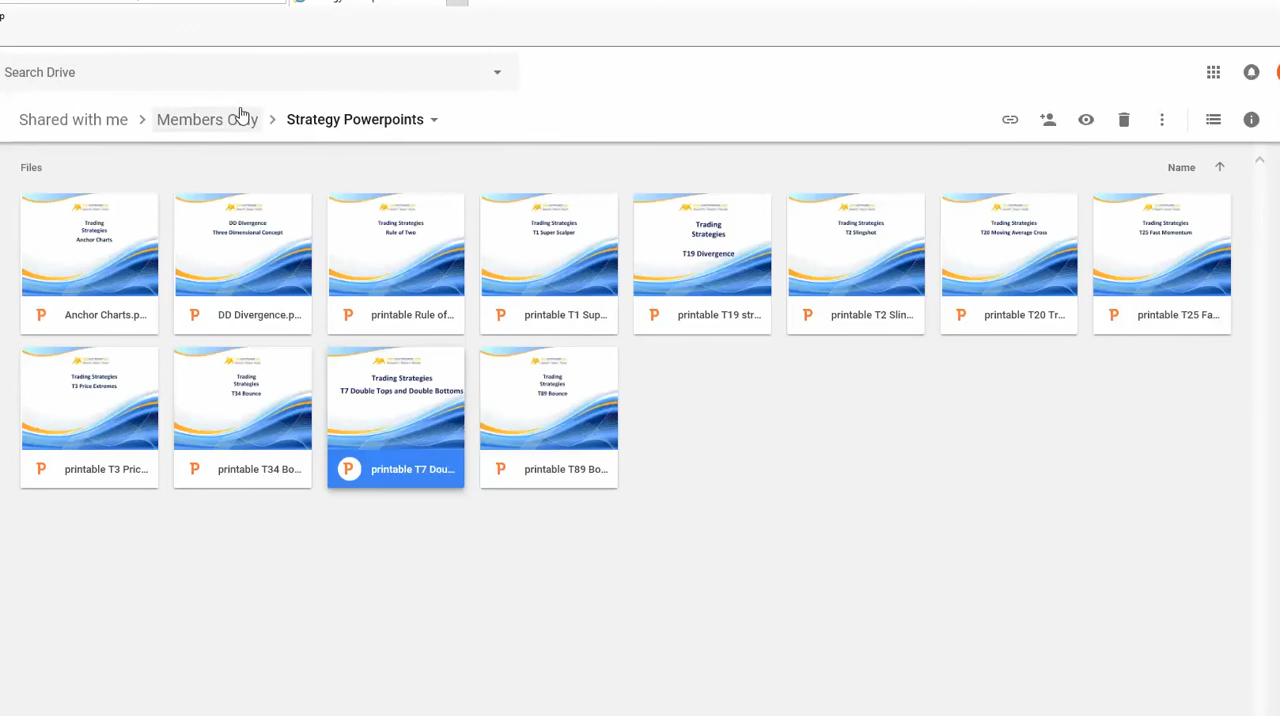 p
Search Drive
Shared with me
Members Only
Strategy Powerpoints
Files
Name
Trading
Strategies
Anchor Charts
DD Divergence
Three Dimensional Concept
Trading Strategies
Rule of Two
Trading Strategies
T1 Super Scalper
Trading
Strategies
T19 Divergence
Trading Strategies
T2 Slingshot
Trading Strategies
T20 Moving Average Cross
Trading Strategies
T25 Fast Momentum
P Anchor Charts.p...
P DD Divergence.p...
P printable Rule of...
P printable T1 Sup...
P printable T19 str...
P printable T2 Slin...
P printable T20 Tr...
P printable T25 Fa...
Trading Strategies
T3 Price Extremes
Trading
Strategies
T34 Bounce
Trading Strategies
T7 Double Tops and Double Bottoms
Trading
Strategies
T89 Bounce
P printable T3 Pric...
P printable T34 Bo...
P printable T7 Dou...
P printable T89 Bo...